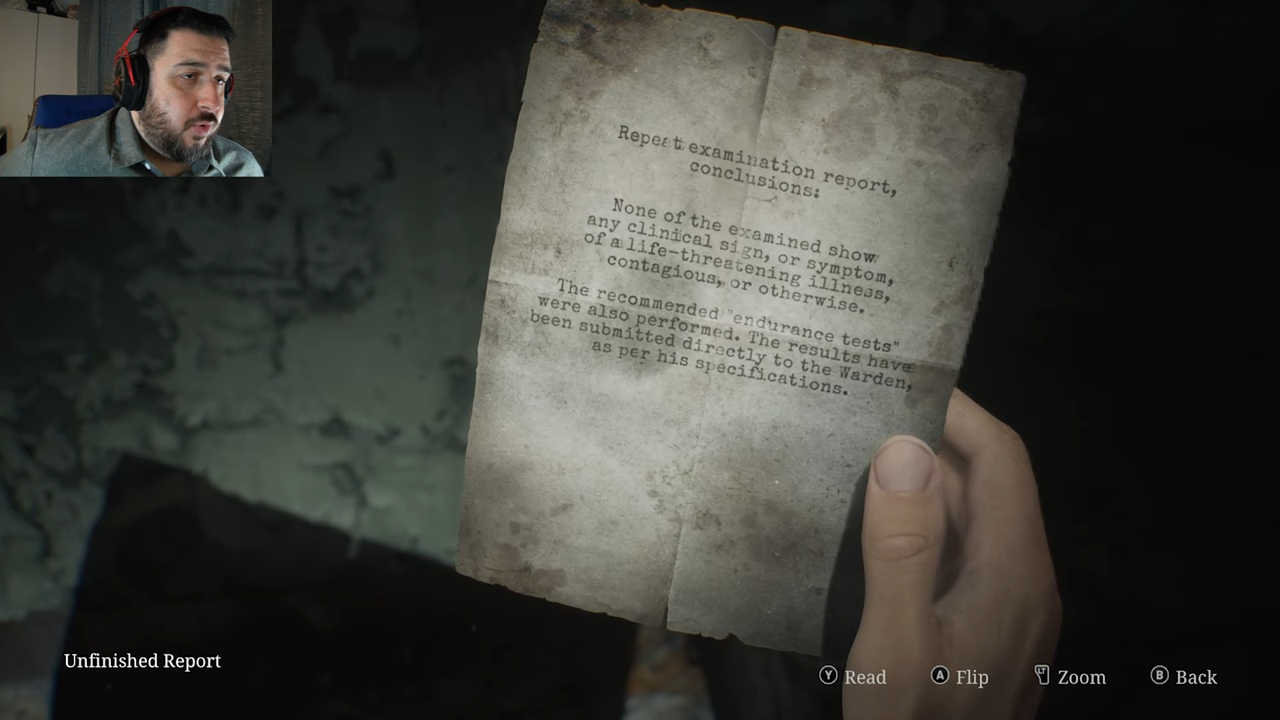 Repeat examination report,
conclusions:
None of the examined show
any clinical sign, or symptom,
of a life-threatening illness,
contagious, or otherwise.
The recommended "endurance tests"
were also performed. The results have
been submitted directly to the Warden,
as per his specifications.
Unfinished Report
Y Read
A Flip
LT Zoom
B Back